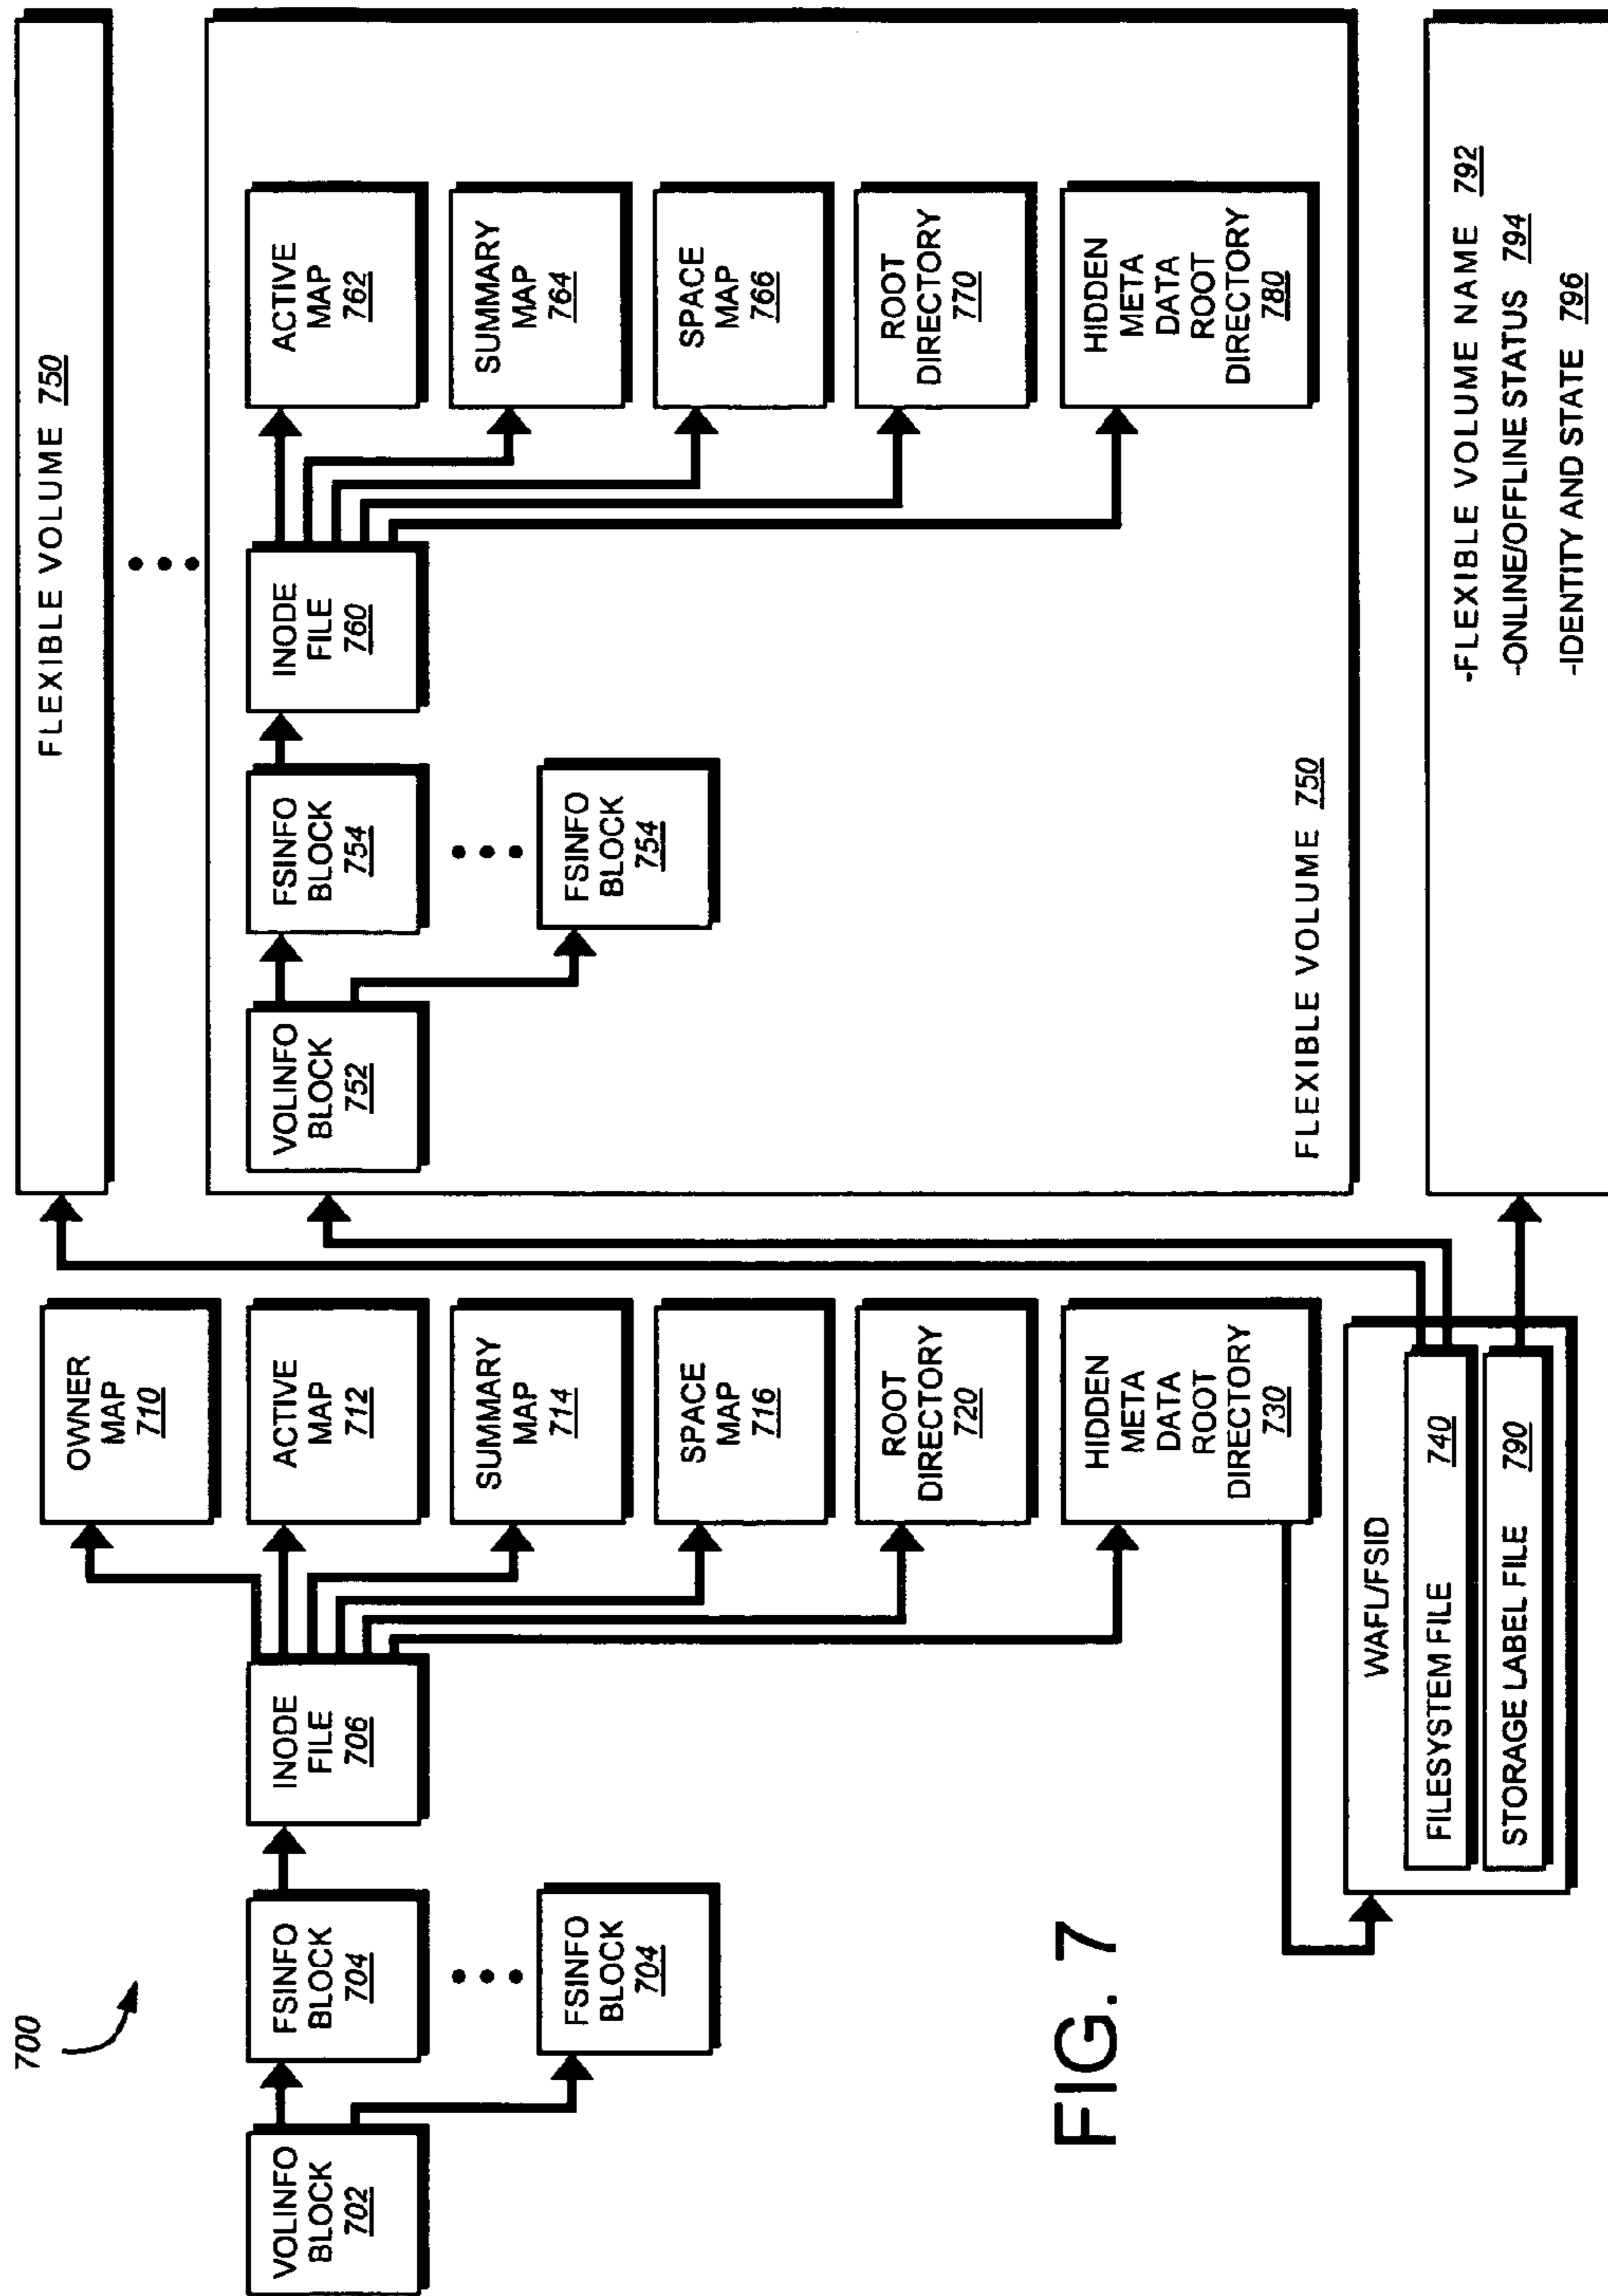 700
VOLINFO
BLOCK
702
FSINFO
BLOCK
704
FSINFO
BLOCK
704
INODE
FILE
706
OWNER
MAP
710
ACTIVE
MAP
712
SUMMARY
MAP
714
SPACE
MAP
716
ROOT
DIRECTORY
720
HIDDEN
META
DATA
ROOT
DIRECTORY
730
WAFL/FSID
FILESYSTEM FILE 740
STORAGE LABEL FILE 790
FLEXIBLE VOLUME 750
VOLINFO
BLOCK
752
FSINFO
BLOCK
754
FSINFO
BLOCK
754
INODE
FILE
760
ACTIVE
MAP
762
SUMMARY
MAP
764
SPACE
MAP
766
ROOT
DIRECTORY
770
HIDDEN
META
DATA
ROOT
DIRECTORY
780
FLEXIBLE VOLUME 750
-FLEXIBLE VOLUME NAME 792
-ONLINE/OFFLINE STATUS 794
-IDENTITY AND STATE 796
FIG. 7